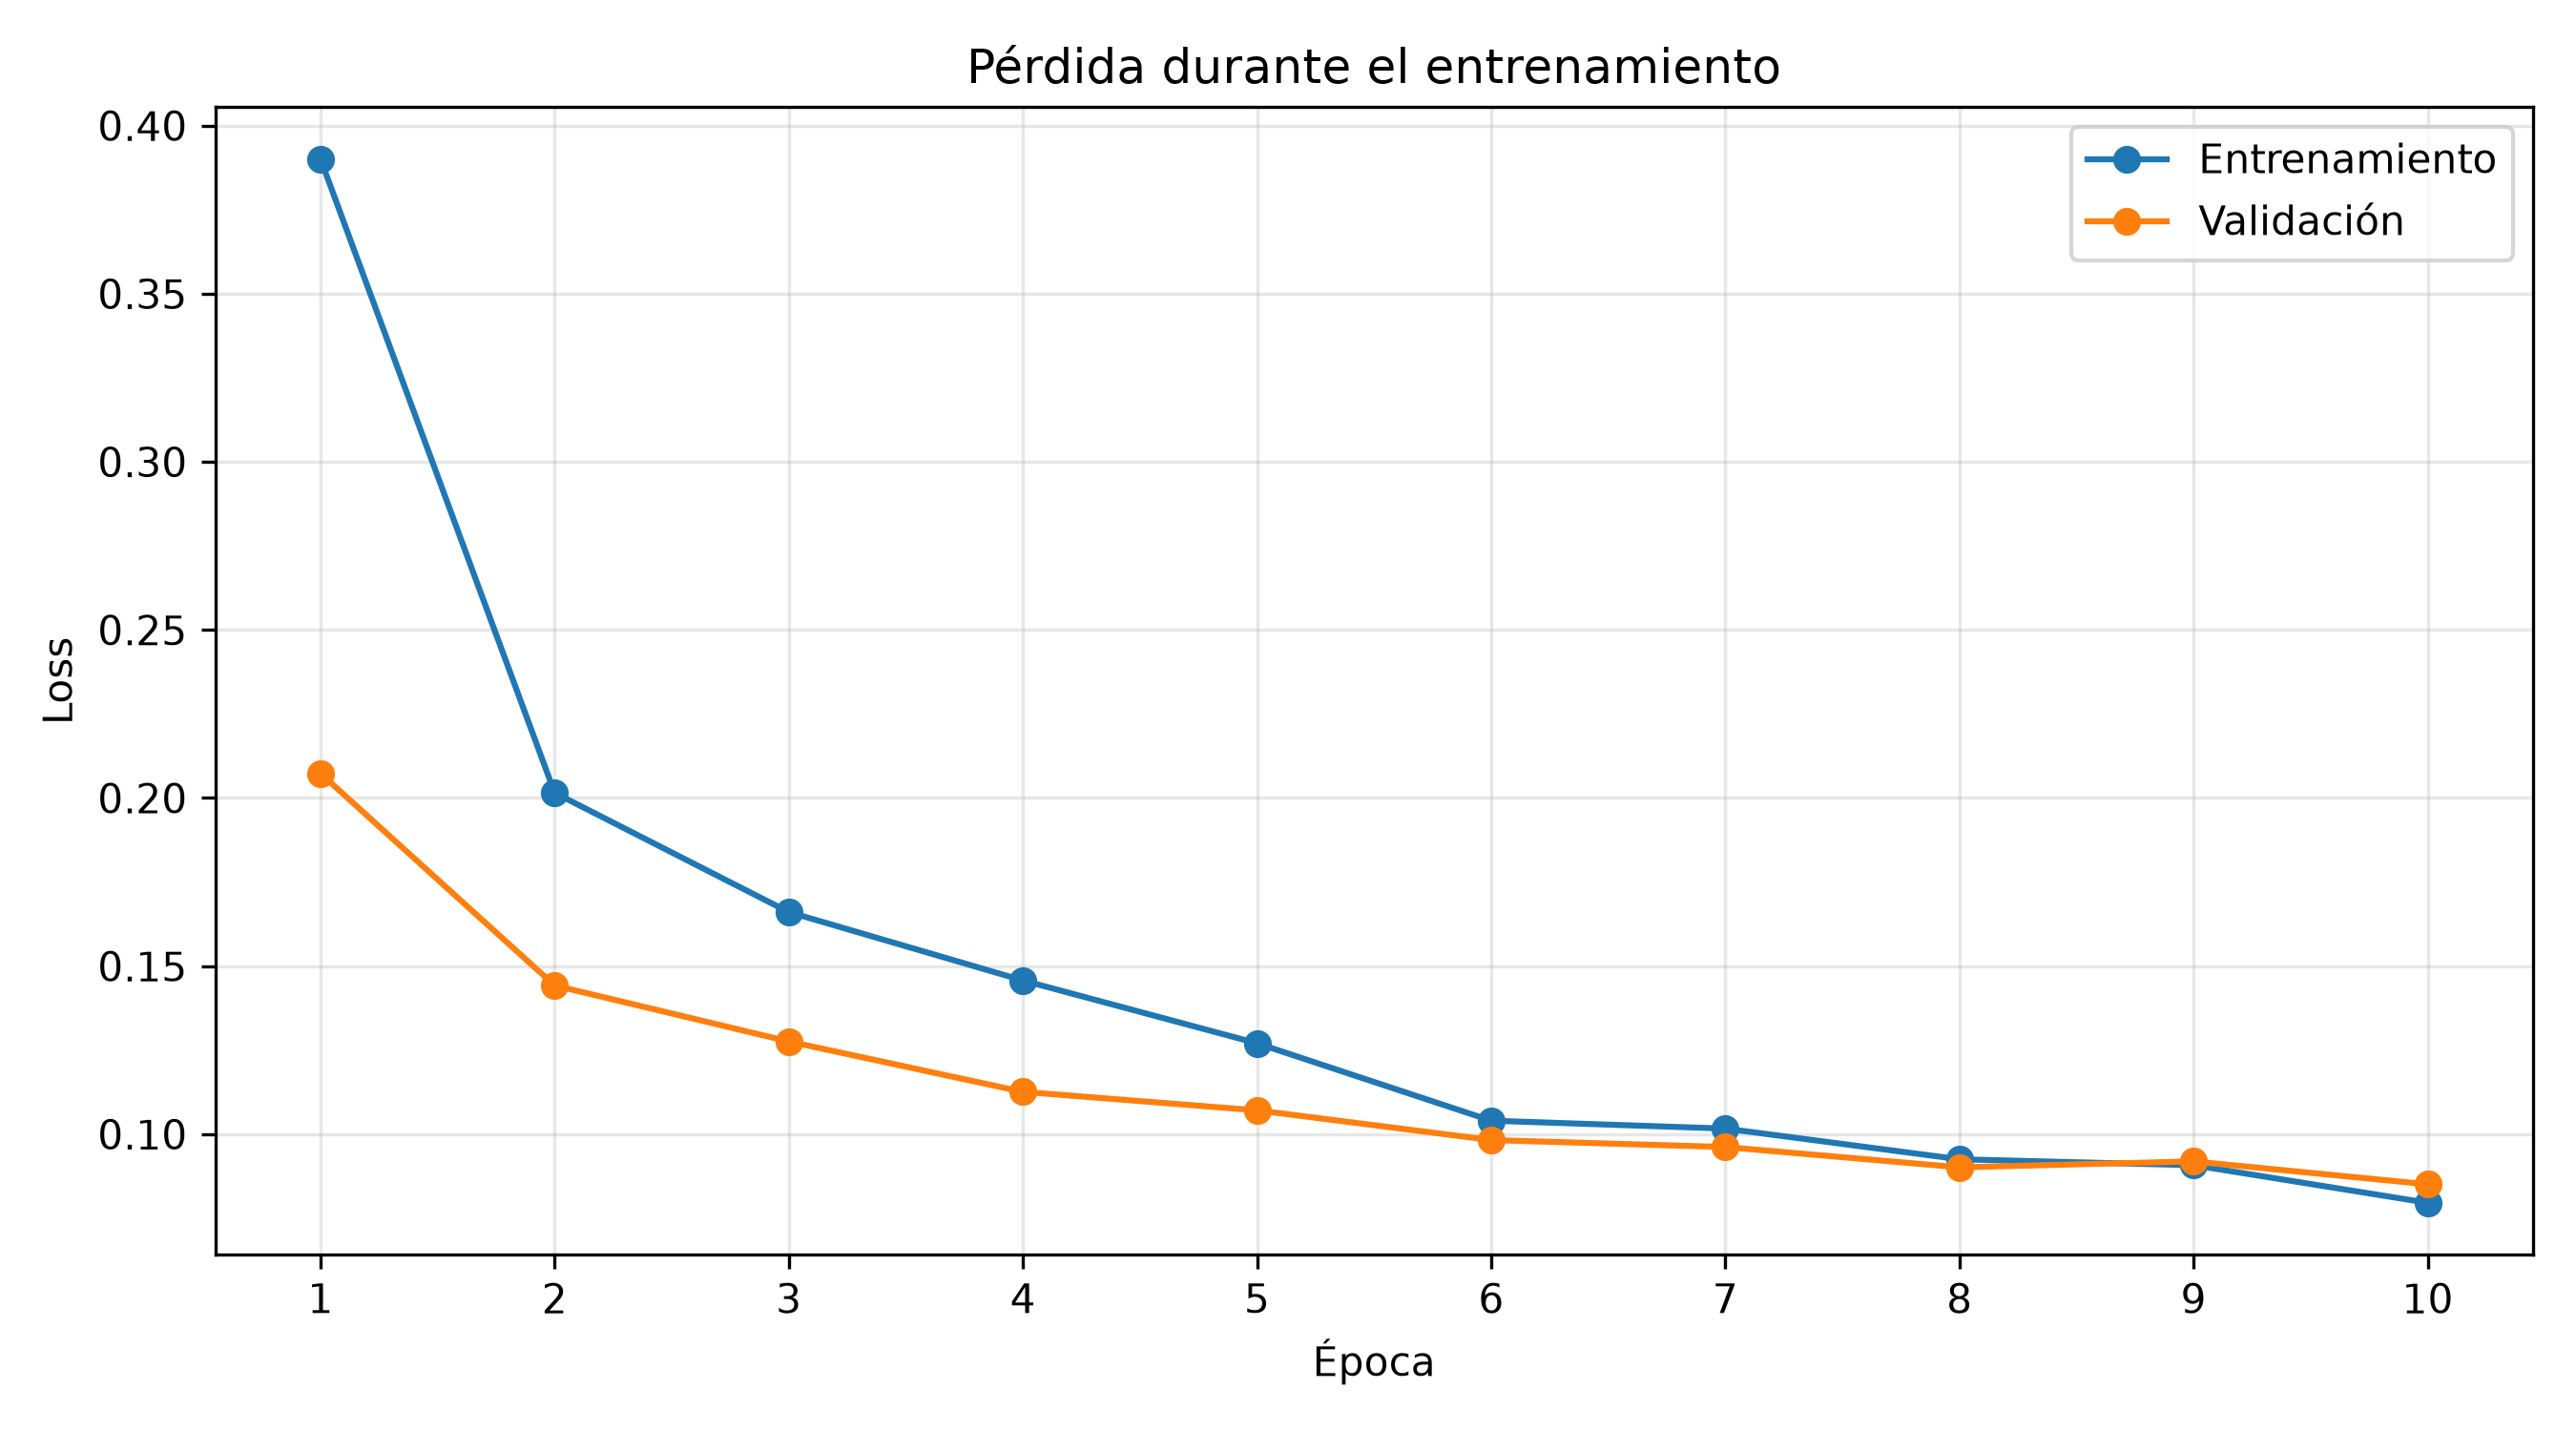 Pérdida durante el entrenamiento
Entrenamiento
Validación
0.40
0.35
0.30
0.25
0.20
0.15
0.10
Loss
1 2 3 4 5 6 7 8 9 10
Época